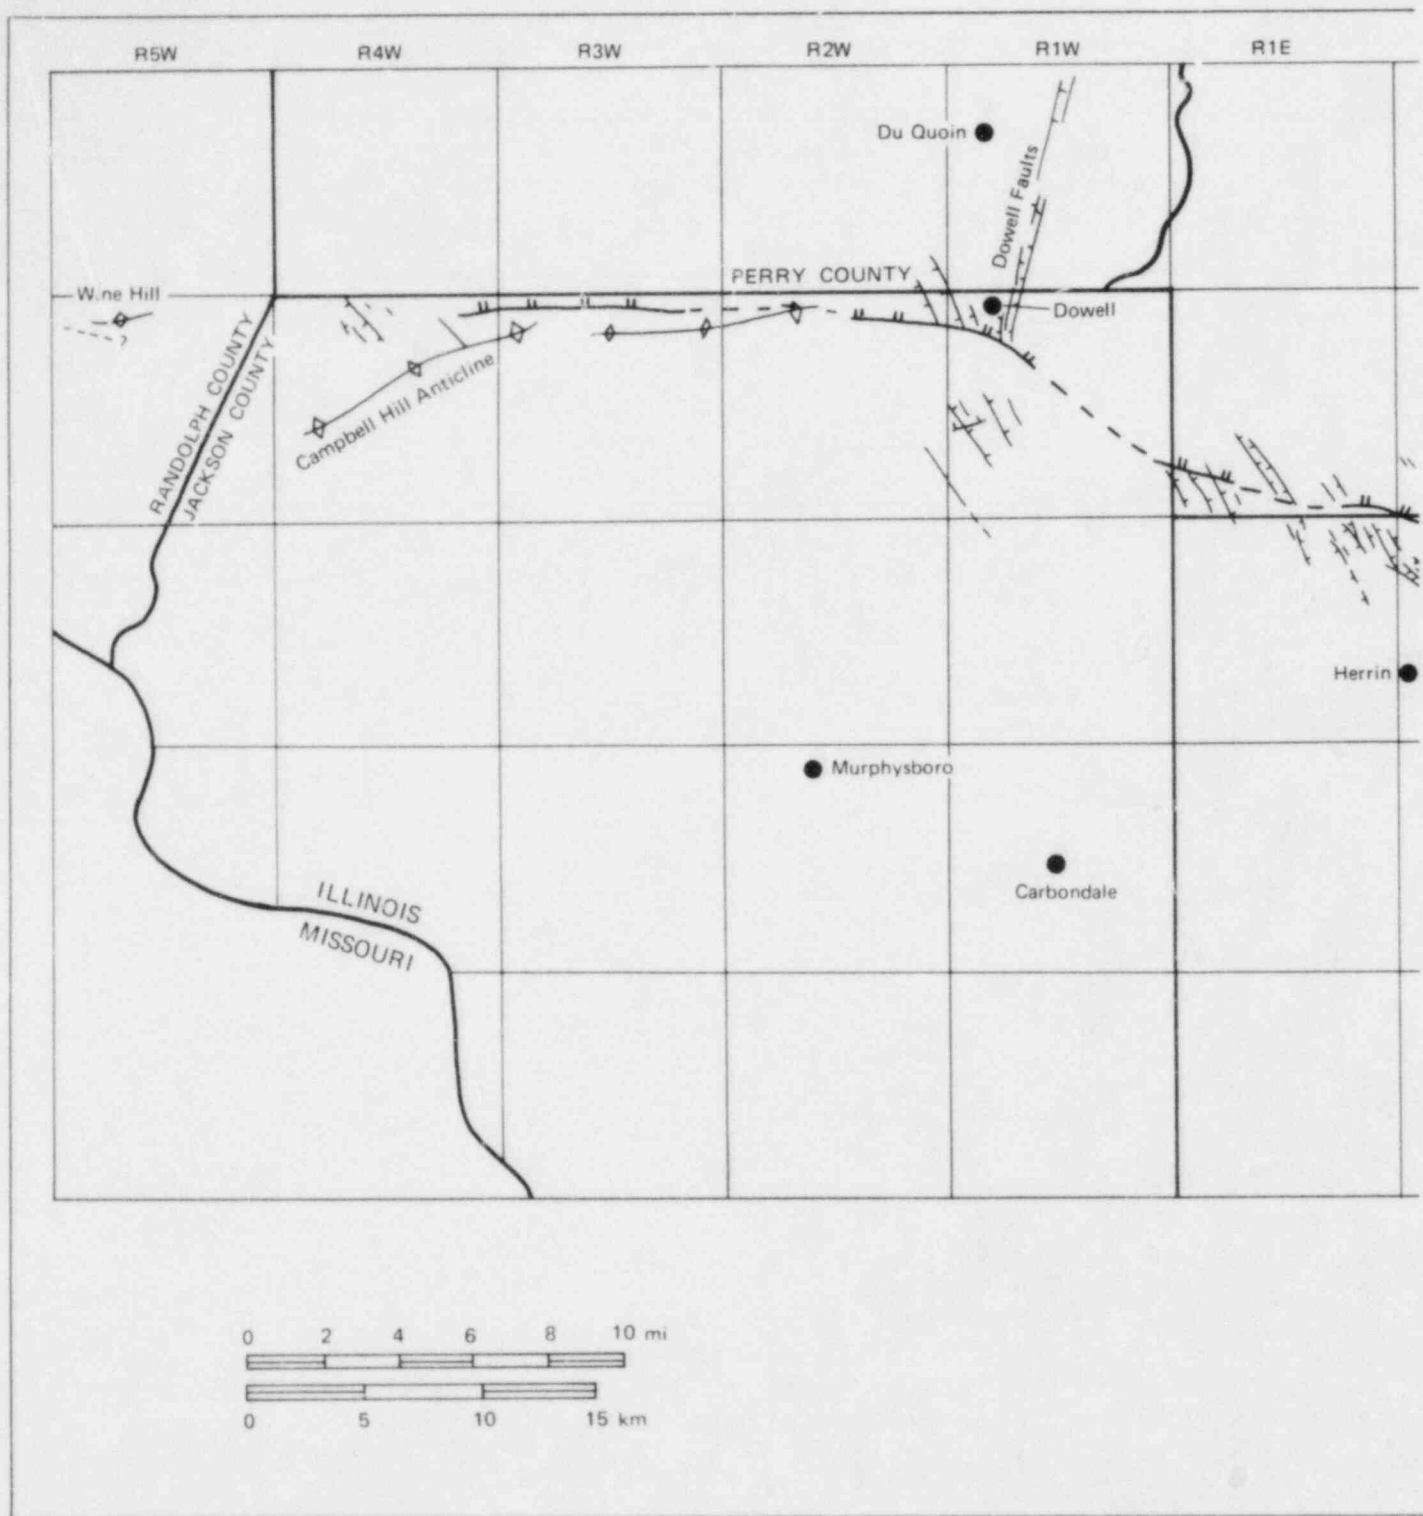 R5W R4W R3W R2W R1W R1E
Du Quoin
Dowell Faults
PERRY COUNTY
W.ne Hill
Dowell
?
Campbell Hill Anticline
RANDOLPH COUNTY
JACKSON COUNTY
Herrin
Murphysboro
Carbondale
ILLINOIS
MISSOURI
0 2 4 6 8 10 mi
0 5 10 15 km